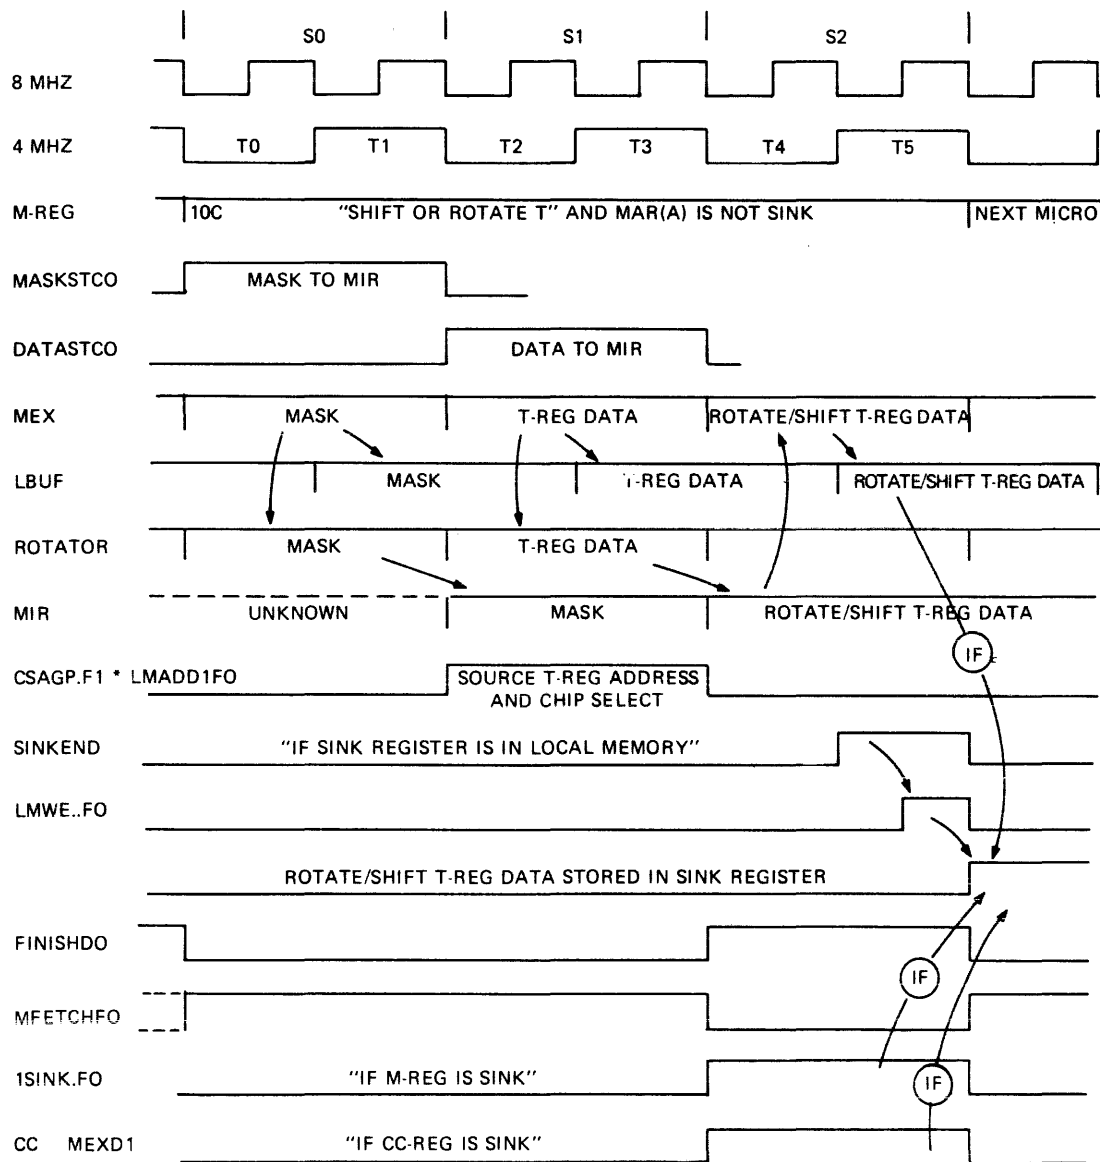 S0 S1 S2
8 MHZ
4 MHZ T0 T1 T2 T3 T4 T5
M-REG 10C "SHIFT OR ROTATE T" AND MAR(A) IS NOT SINK NEXT MICRO
MASKSTCO MASK TO MIR
DATASTCO DATA TO MIR
MEX MASK T-REG DATA ROTATE/SHIFT T-REG DATA
LBUF MASK T-REG DATA ROTATE/SHIFT T-REG DATA
ROTATOR MASK T-REG DATA
MIR UNKNOWN MASK ROTATE/SHIFT T-REG DATA
IF
CSAGP.F1 * LMADD1FO SOURCE T-REG ADDRESS
AND CHIP SELECT
SINKEND "IF SINK REGISTER IS IN LOCAL MEMORY"
LMWE..FO
ROTATE/SHIFT T-REG DATA STORED IN SINK REGISTER
FINISHDO
IF
MFETCHFO
1SINK.FO "IF M-REG IS SINK" IF
CC MEXD1 "IF CC-REG IS SINK"